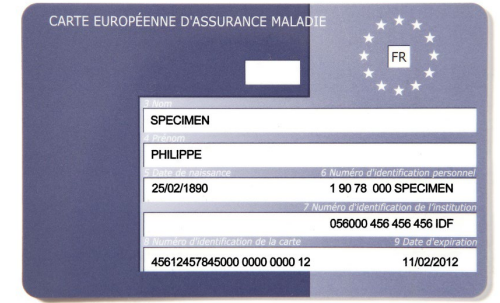 CARTE EUROPÉENNE D'ASSURANCE MALADIE
FR
3 Nom
SPECIMEN
4 Prénom
PHILIPPE
5 Date de naissance 6 Numéro d'identification personnel
25/02/1890 1 90 78 000 SPECIMEN
7 Numéro d'identification de l'institution
056000 456 456 456 IDF
8 Numéro d'identification de la carte 9 Date d'expiration
45612457845000 0000 0000 12 11/02/2012